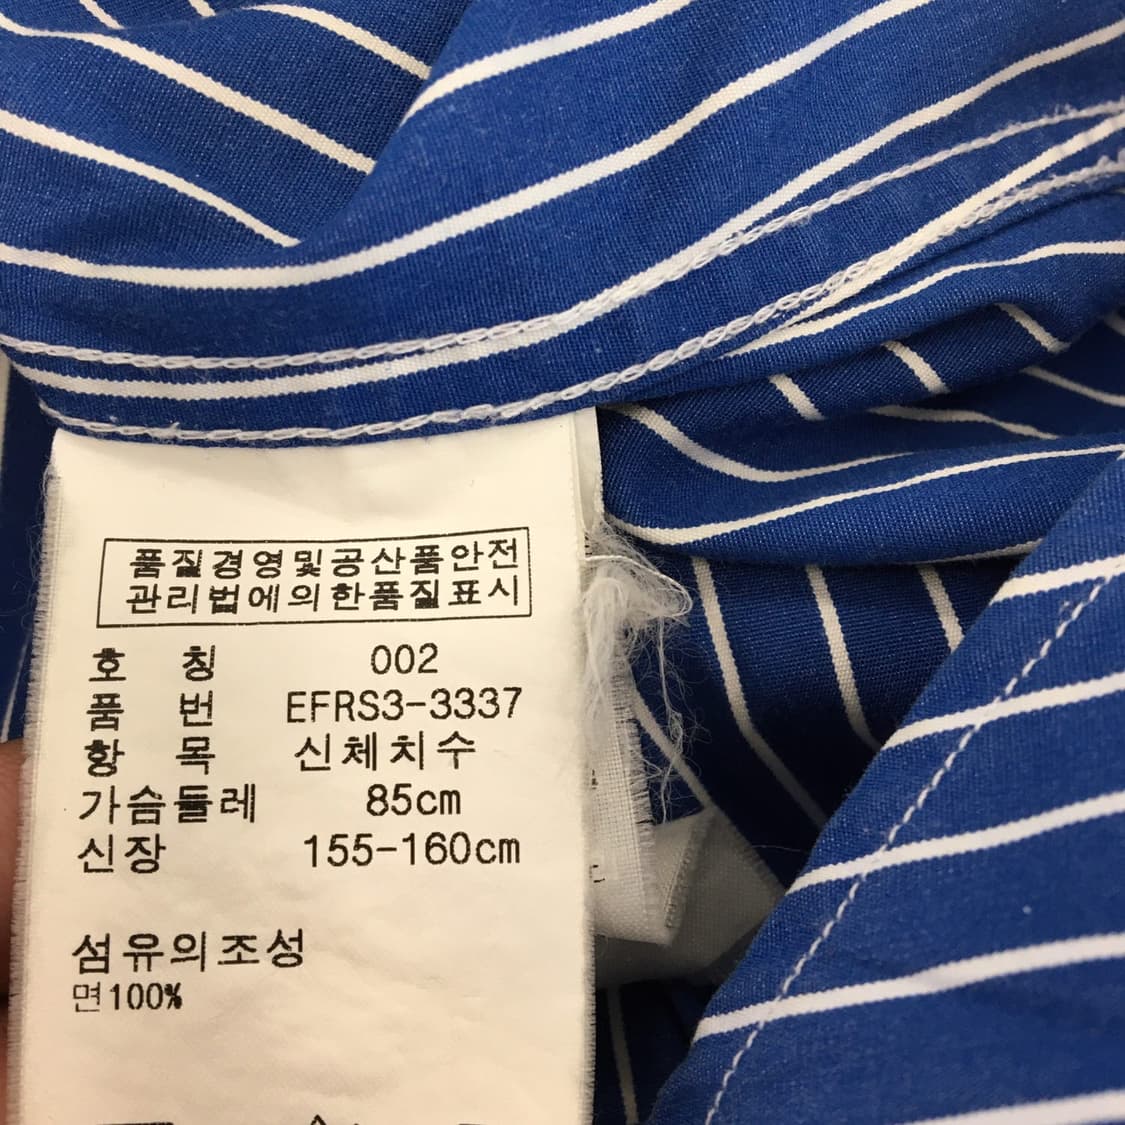 품질경영및공산품안전
관리법에의한품질표시
호 칭 002
품 번 EFRS3-3337
항 목 신체치수
가슴둘레 85cm
신장 155-160cm
섬유의조성
면100%